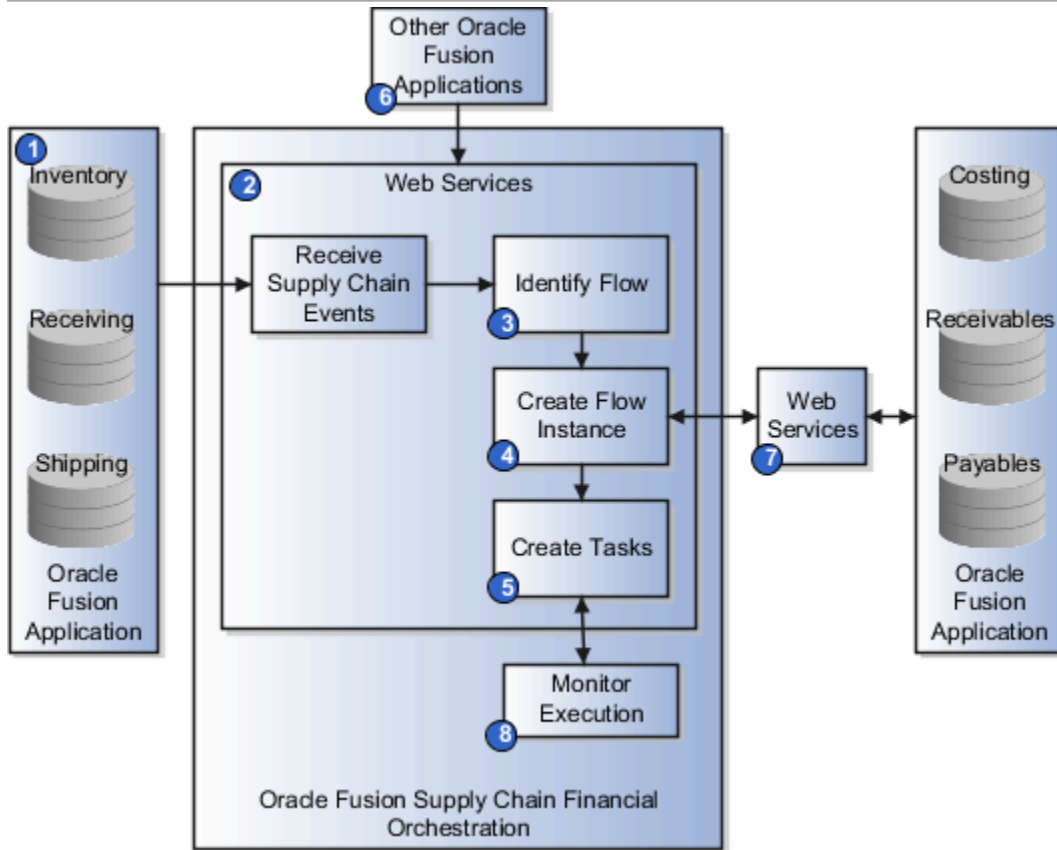 Other Oracle
Fusion
Applications
6
1
Inventory
Receiving
Shipping
Oracle
Fusion
Application
2
Web Services
Receive
Supply Chain
Events
Identify Flow
3
Create Flow
Instance
4
Create Tasks
5
Monitor
Execution
8
Oracle Fusion Supply Chain Financial
Orchestration
Web
Services
7
Costing
Receivables
Payables
Oracle
Fusion
Application